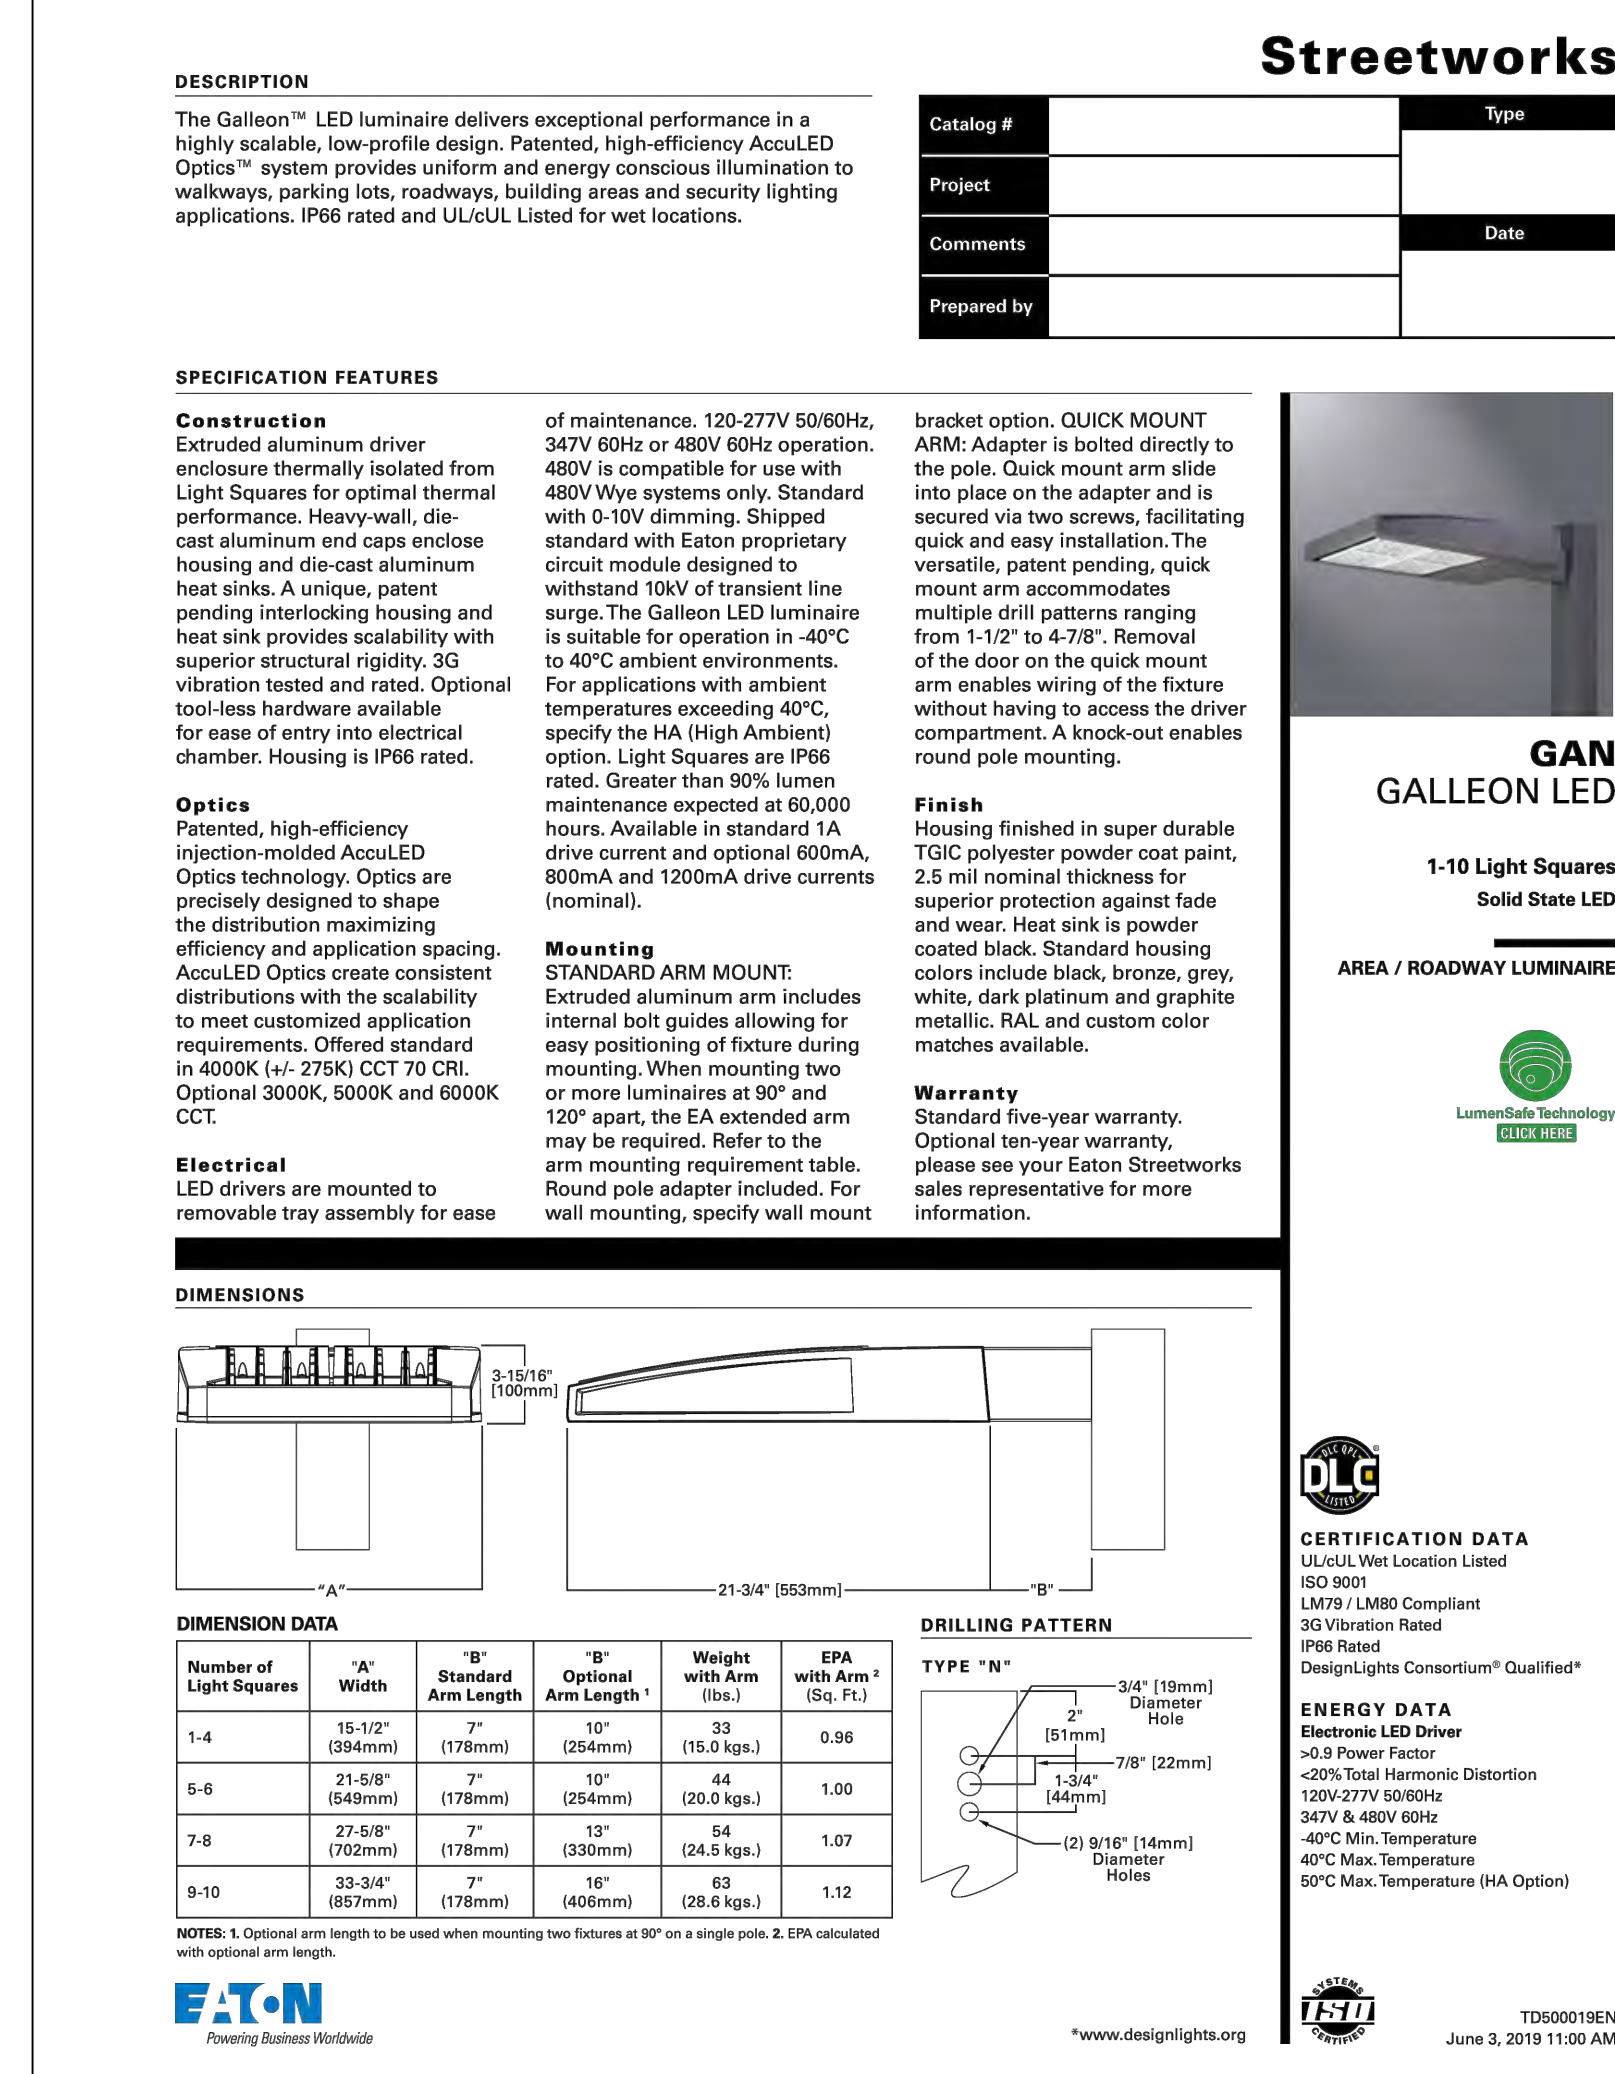 Streetworks
DESCRIPTION
The Galleon™ LED luminaire delivers exceptional performance in a
highly scalable, low-profile design. Patented, high-efficiency AccuLED
Optics™ system provides uniform and energy conscious illumination to
walkways, parking lots, roadways, building areas and security lighting
applications. IP66 rated and UL/cUL Listed for wet locations.
Catalog #
Type
Project
Comments
Date
Prepared by
SPECIFICATION FEATURES
Construction
Extruded aluminum driver
enclosure thermally isolated from
Light Squares for optimal thermal
performance. Heavy-wall, die-
cast aluminum end caps enclose
housing and die-cast aluminum
heat sinks. A unique, patent
pending interlocking housing and
heat sink provides scalability with
superior structural rigidity. 3G
vibration tested and rated. Optional
tool-less hardware available
for ease of entry into electrical
chamber. Housing is IP66 rated.
Optics
Patented, high-efficiency
injection-molded AccuLED
Optics technology. Optics are
precisely designed to shape
the distribution maximizing
efficiency and application spacing.
AccuLED Optics create consistent
distributions with the scalability
to meet customized application
requirements. Offered standard
in 4000K (+/- 275K) CCT 70 CRI.
Optional 3000K, 5000K and 6000K
CCT.
Electrical
LED drivers are mounted to
removable tray assembly for ease
of maintenance. 120-277V 50/60Hz,
347V 60Hz or 480V 60Hz operation.
480V is compatible for use with
480V Wye systems only. Standard
with 0-10V dimming. Shipped
standard with Eaton proprietary
circuit module designed to
withstand 10kV of transient line
surge. The Galleon LED luminaire
is suitable for operation in -40°C
to 40°C ambient environments.
For applications with ambient
temperatures exceeding 40°C,
specify the HA (High Ambient)
option. Light Squares are IP66
rated. Greater than 90% lumen
maintenance expected at 60,000
hours. Available in standard 1A
drive current and optional 600mA,
800mA and 1200mA drive currents
(nominal).
Mounting
STANDARD ARM MOUNT:
Extruded aluminum arm includes
internal bolt guides allowing for
easy positioning of fixture during
mounting. When mounting two
or more luminaires at 90° and
120° apart, the EA extended arm
may be required. Refer to the
arm mounting requirement table.
Round pole adapter included. For
wall mounting, specify wall mount
bracket option. QUICK MOUNT
ARM: Adapter is bolted directly to
the pole. Quick mount arm slide
into place on the adapter and is
secured via two screws, facilitating
quick and easy installation. The
versatile, patent pending, quick
mount arm accommodates
multiple drill patterns ranging
from 1-1/2" to 4-7/8". Removal
of the door on the quick mount
arm enables wiring of the fixture
without having to access the driver
compartment. A knock-out enables
round pole mounting.
Finish
Housing finished in super durable
TGIC polyester powder coat paint,
2.5 mil nominal thickness for
superior protection against fade
and wear. Heat sink is powder
coated black. Standard housing
colors include black, bronze, grey,
white, dark platinum and graphite
metallic. RAL and custom color
matches available.
Warranty
Standard five-year warranty.
Optional ten-year warranty,
please see your Eaton Streetworks
sales representative for more
information.
GAN
GALLEON LED
1-10 Light Squares
Solid State LED
AREA / ROADWAY LUMINAIRE
LumenSafe Technology
CLICK HERE
DIMENSIONS
3-15/16"
[100mm]
"A"
21-3/4" [553mm]
"B"
DIMENSION DATA
Number of Light Squares | "A" Width | "B" Standard Arm Length | "B" Optional Arm Length 1 | Weight with Arm (lbs.) | EPA with Arm 2 (Sq. Ft.)
1-4 | 15-1/2" (394mm) | 7" (178mm) | 10" (254mm) | 33 (15.0 kgs.) | 0.96
5-6 | 21-5/8" (549mm) | 7" (178mm) | 10" (254mm) | 44 (20.0 kgs.) | 1.00
7-8 | 27-5/8" (702mm) | 7" (178mm) | 13" (330mm) | 54 (24.5 kgs.) | 1.07
9-10 | 33-3/4" (857mm) | 7" (178mm) | 16" (406mm) | 63 (28.6 kgs.) | 1.12
NOTES: 1. Optional arm length to be used when mounting two fixtures at 90° on a single pole. 2. EPA calculated
with optional arm length.
DRILLING PATTERN
TYPE "N"
3/4" [19mm]
Diameter
Hole
2"
[51mm]
7/8" [22mm]
1-3/4"
[44mm]
(2) 9/16" [14mm]
Diameter
Holes
DLC QPL
®
DLC
LISTED
CERTIFICATION DATA
UL/cUL Wet Location Listed
ISO 9001
LM79 / LM80 Compliant
3G Vibration Rated
IP66 Rated
DesignLights Consortium® Qualified*
ENERGY DATA
Electronic LED Driver
>0.9 Power Factor
<20% Total Harmonic Distortion
120V-277V 50/60Hz
347V & 480V 60Hz
-40°C Min. Temperature
40°C Max. Temperature
50°C Max. Temperature (HA Option)
EATON
Powering Business Worldwide
*www.designlights.org
SYSTEMS
ISO
CERTIFIED
TD500019EN
June 3, 2019 11:00 AM